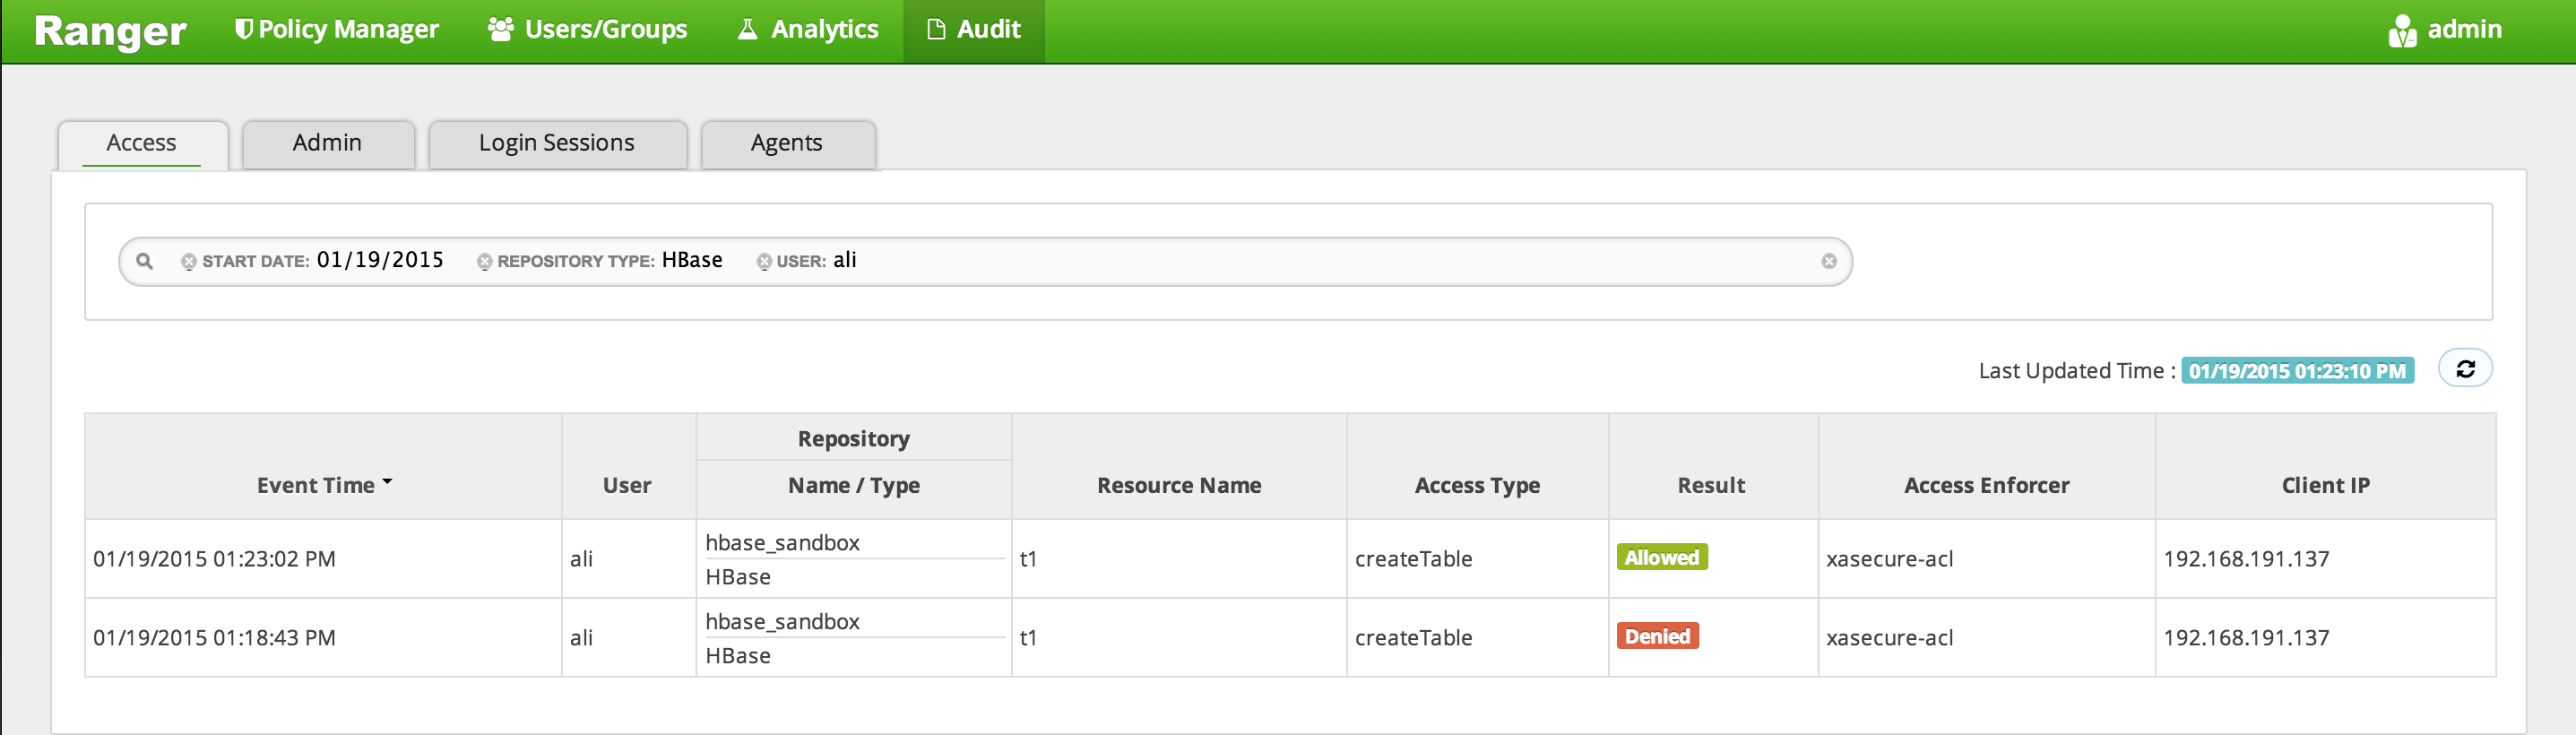 Ranger Policy Manager Users/Groups Analytics Audit admin
Access Admin Login Sessions Agents
START DATE: 01/19/2015 REPOSITORY TYPE: HBase USER: ali
Last Updated Time : 01/19/2015 01:23:10 PM
Repository
Event Time User Name / Type Resource Name Access Type Result Access Enforcer Client IP
01/19/2015 01:23:02 PM ali hbase_sandbox t1 createTable Allowed xasecure-acl 192.168.191.137
HBase
01/19/2015 01:18:43 PM ali hbase_sandbox t1 createTable Denied xasecure-acl 192.168.191.137
HBase